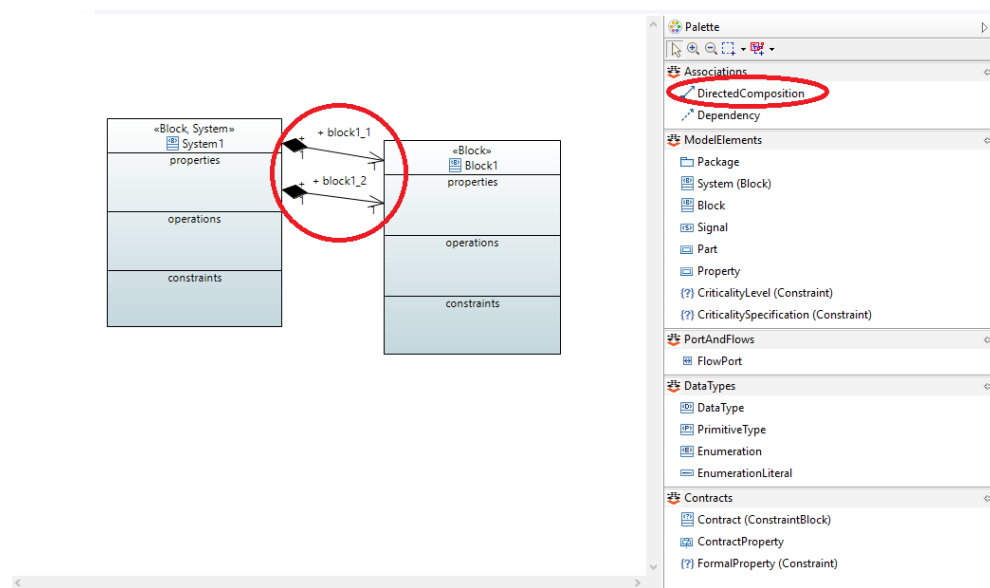 «Block, System»
System1
properties
operations
constraints
+ block1_1
+
1
1
+ block1_2
+
1
1
«Block»
Block1
properties
operations
constraints
Palette
Associations
DirectedComposition
Dependency
ModelElements
Package
System (Block)
Block
Signal
Part
Property
{?} CriticalityLevel (Constraint)
{?} CriticalitySpecification (Constraint)
PortAndFlows
FlowPort
DataTypes
DataType
PrimitiveType
Enumeration
EnumerationLiteral
Contracts
Contract (ConstraintBlock)
ContractProperty
{?} FormalProperty (Constraint)